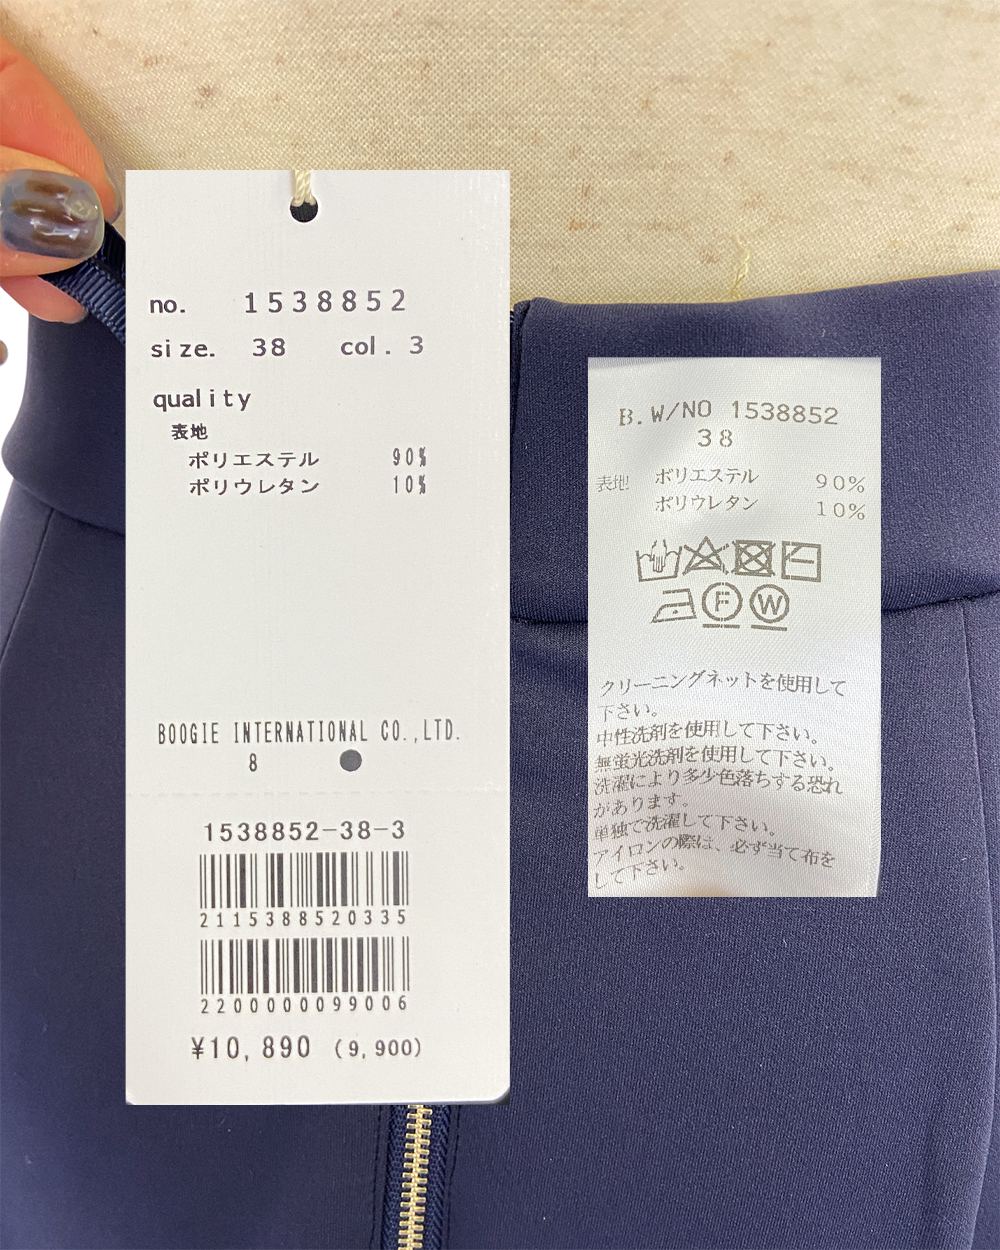 no. 1538852
size. 38 col. 3
quality
表地
ポリエステル 90%
ポリウレタン 10%
BOOGIE INTERNATIONAL CO.,LTD.
8
1538852-38-3
2115388520335
2200000099006
¥10,890 (9,900)
B.W/NO 1538852
38
表地 ポリエステル 90%
ポリウレタン 10%
F W
クリーニングネットを使用して
下さい。
中性洗剤を使用して下さい。
無蛍光洗剤を使用して下さい。
洗濯により多少色落ちする恐れ
があります。
単独で洗濯して下さい。
アイロンの際は、必ず当て布を
して下さい。